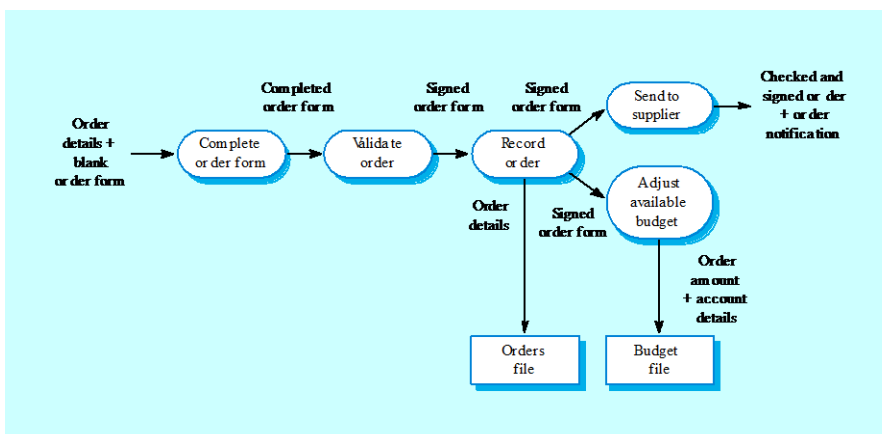 Order
details +
blank
order form
Complete
order form
Completed
order form
Validate
order
Signed
order form
Record
order
Signed
order form
Send to
supplier
Checked and
signed or der
+ order
notification
Order
details
Signed
order form
Adjust
available
budget
Order
amount
+ account
details
Orders
file
Budget
file